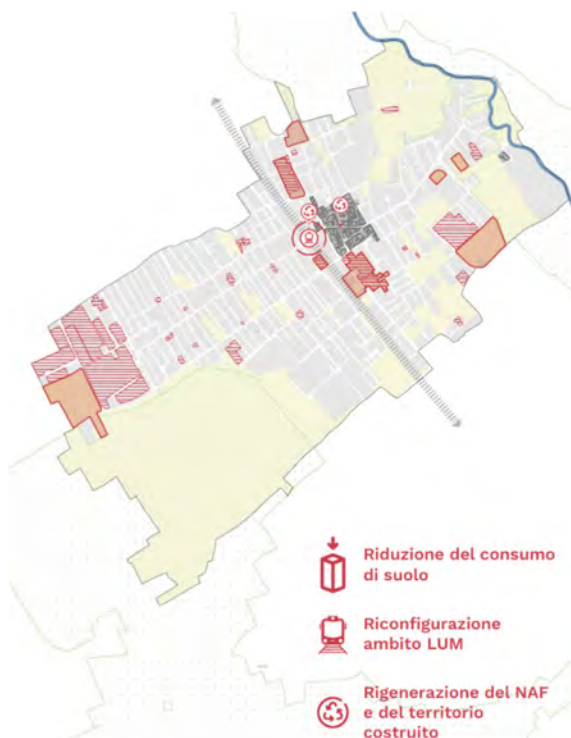 Riduzione del consumo
di suolo
Riconfigurazione
ambito LUM
Rigenerazione del NAF
e del territorio
costruito